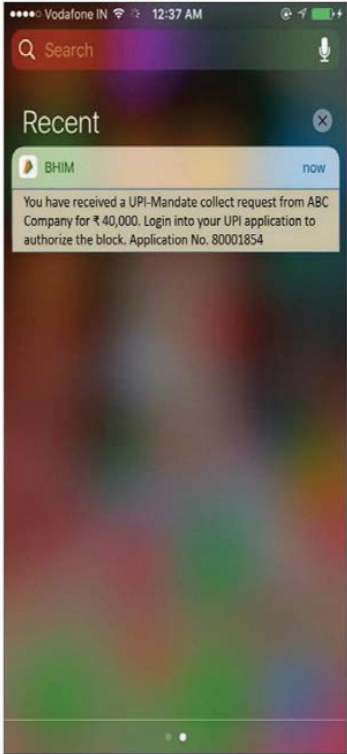 Vodafone IN 12:37 AM
Search
Recent
BHIM now
You have received a UPI-Mandate collect request from ABC
Company for ₹ 40,000. Login into your UPI application to
authorize the block. Application No. 80001854